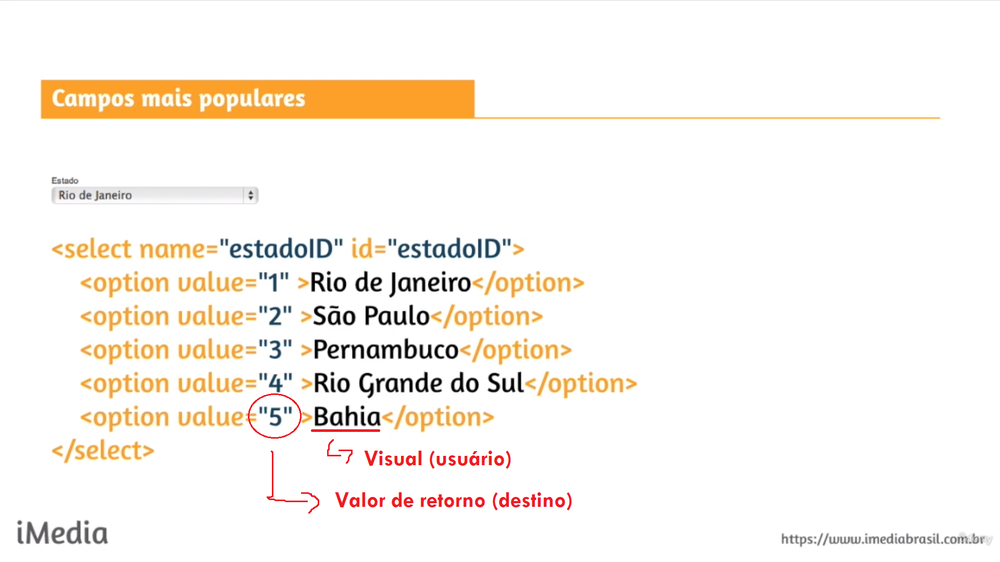 Campos mais populares
Estado
Rio de Janeiro
<select name="estadoID" id="estadoID">
<option value="1" >Rio de Janeiro</option>
<option value="2" >São Paulo</option>
<option value="3" >Pernambuco</option>
<option value="4" >Rio Grande do Sul</option>
<option value="5" >Bahia</option>
</select>
Visual (usuário)
Valor de retorno (destino)
iMedia
https://www.imediabrasil.com.br